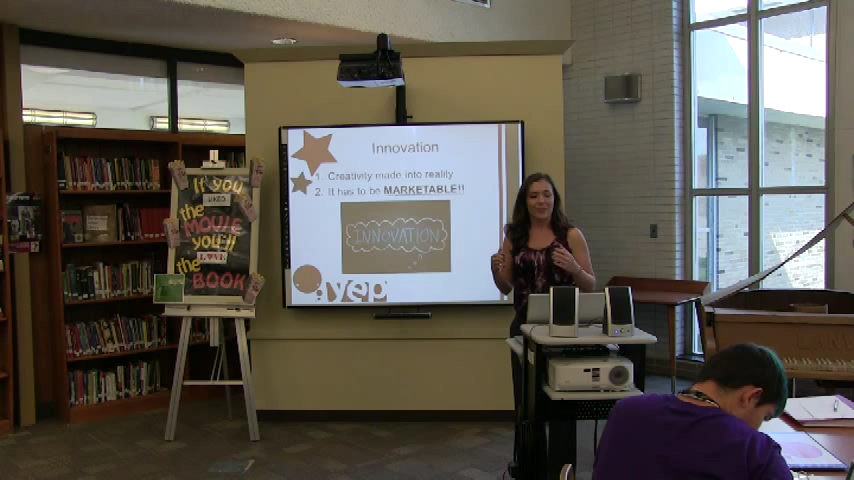 If you
LIKED
the
MOVIE
you'll
LOVE
the
BOOK
Innovation
1. Creativity made into reality
2. It has to be MARKETABLE!!
INNOVATION
ayep